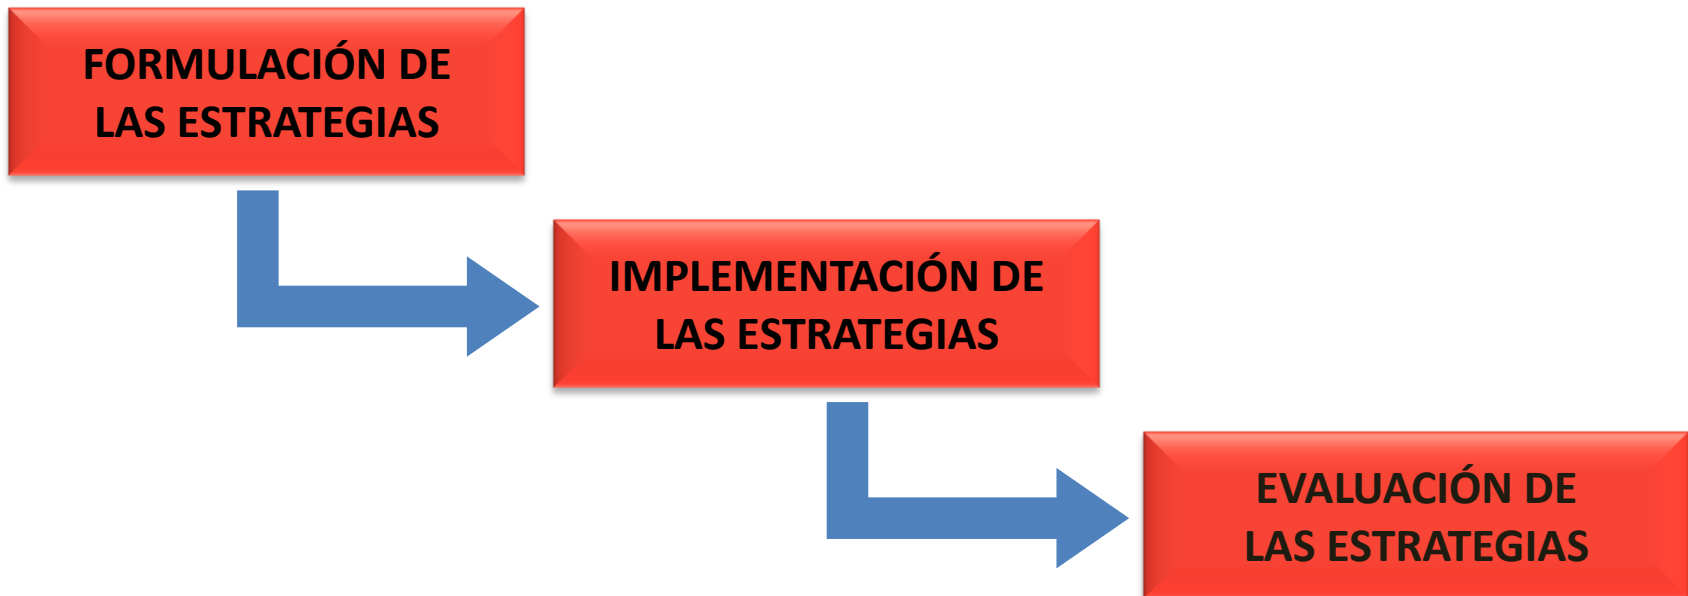 FORMULACIÓN DE
LAS ESTRATEGIAS
IMPLEMENTACIÓN DE
LAS ESTRATEGIAS
EVALUACIÓN DE
LAS ESTRATEGIAS